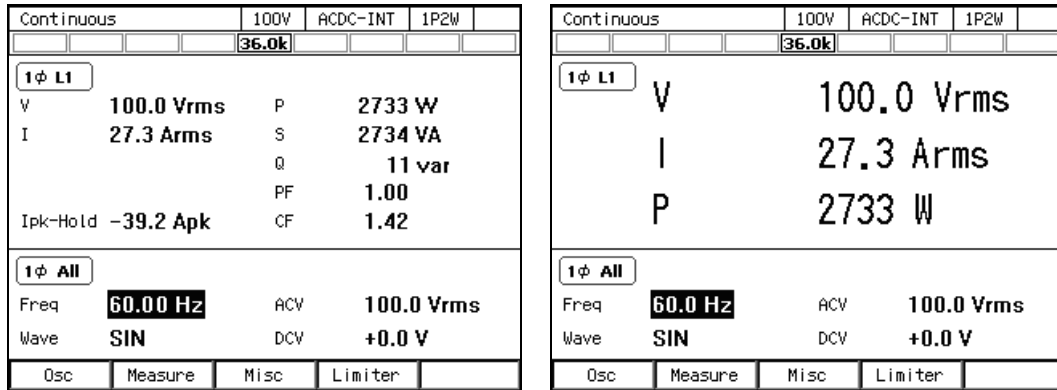 Continuous 100V ACDC-INT 1P2W
36.0k
1φ L1
V 100.0 Vrms P 2733 W
I 27.3 Arms S 2734 VA
Q 11 var
PF 1.00
Ipk-Hold -39.2 Apk CF 1.42
1φ All
Freq 60.00 Hz ACV 100.0 Vrms
Wave SIN DCV +0.0 V
Osc Measure Misc Limiter
Continuous 100V ACDC-INT 1P2W
36.0k
1φ L1
V 100.0 Vrms
I 27.3 Arms
P 2733 W
1φ All
Freq 60.0 Hz ACV 100.0 Vrms
Wave SIN DCV +0.0 V
Osc Measure Misc Limiter